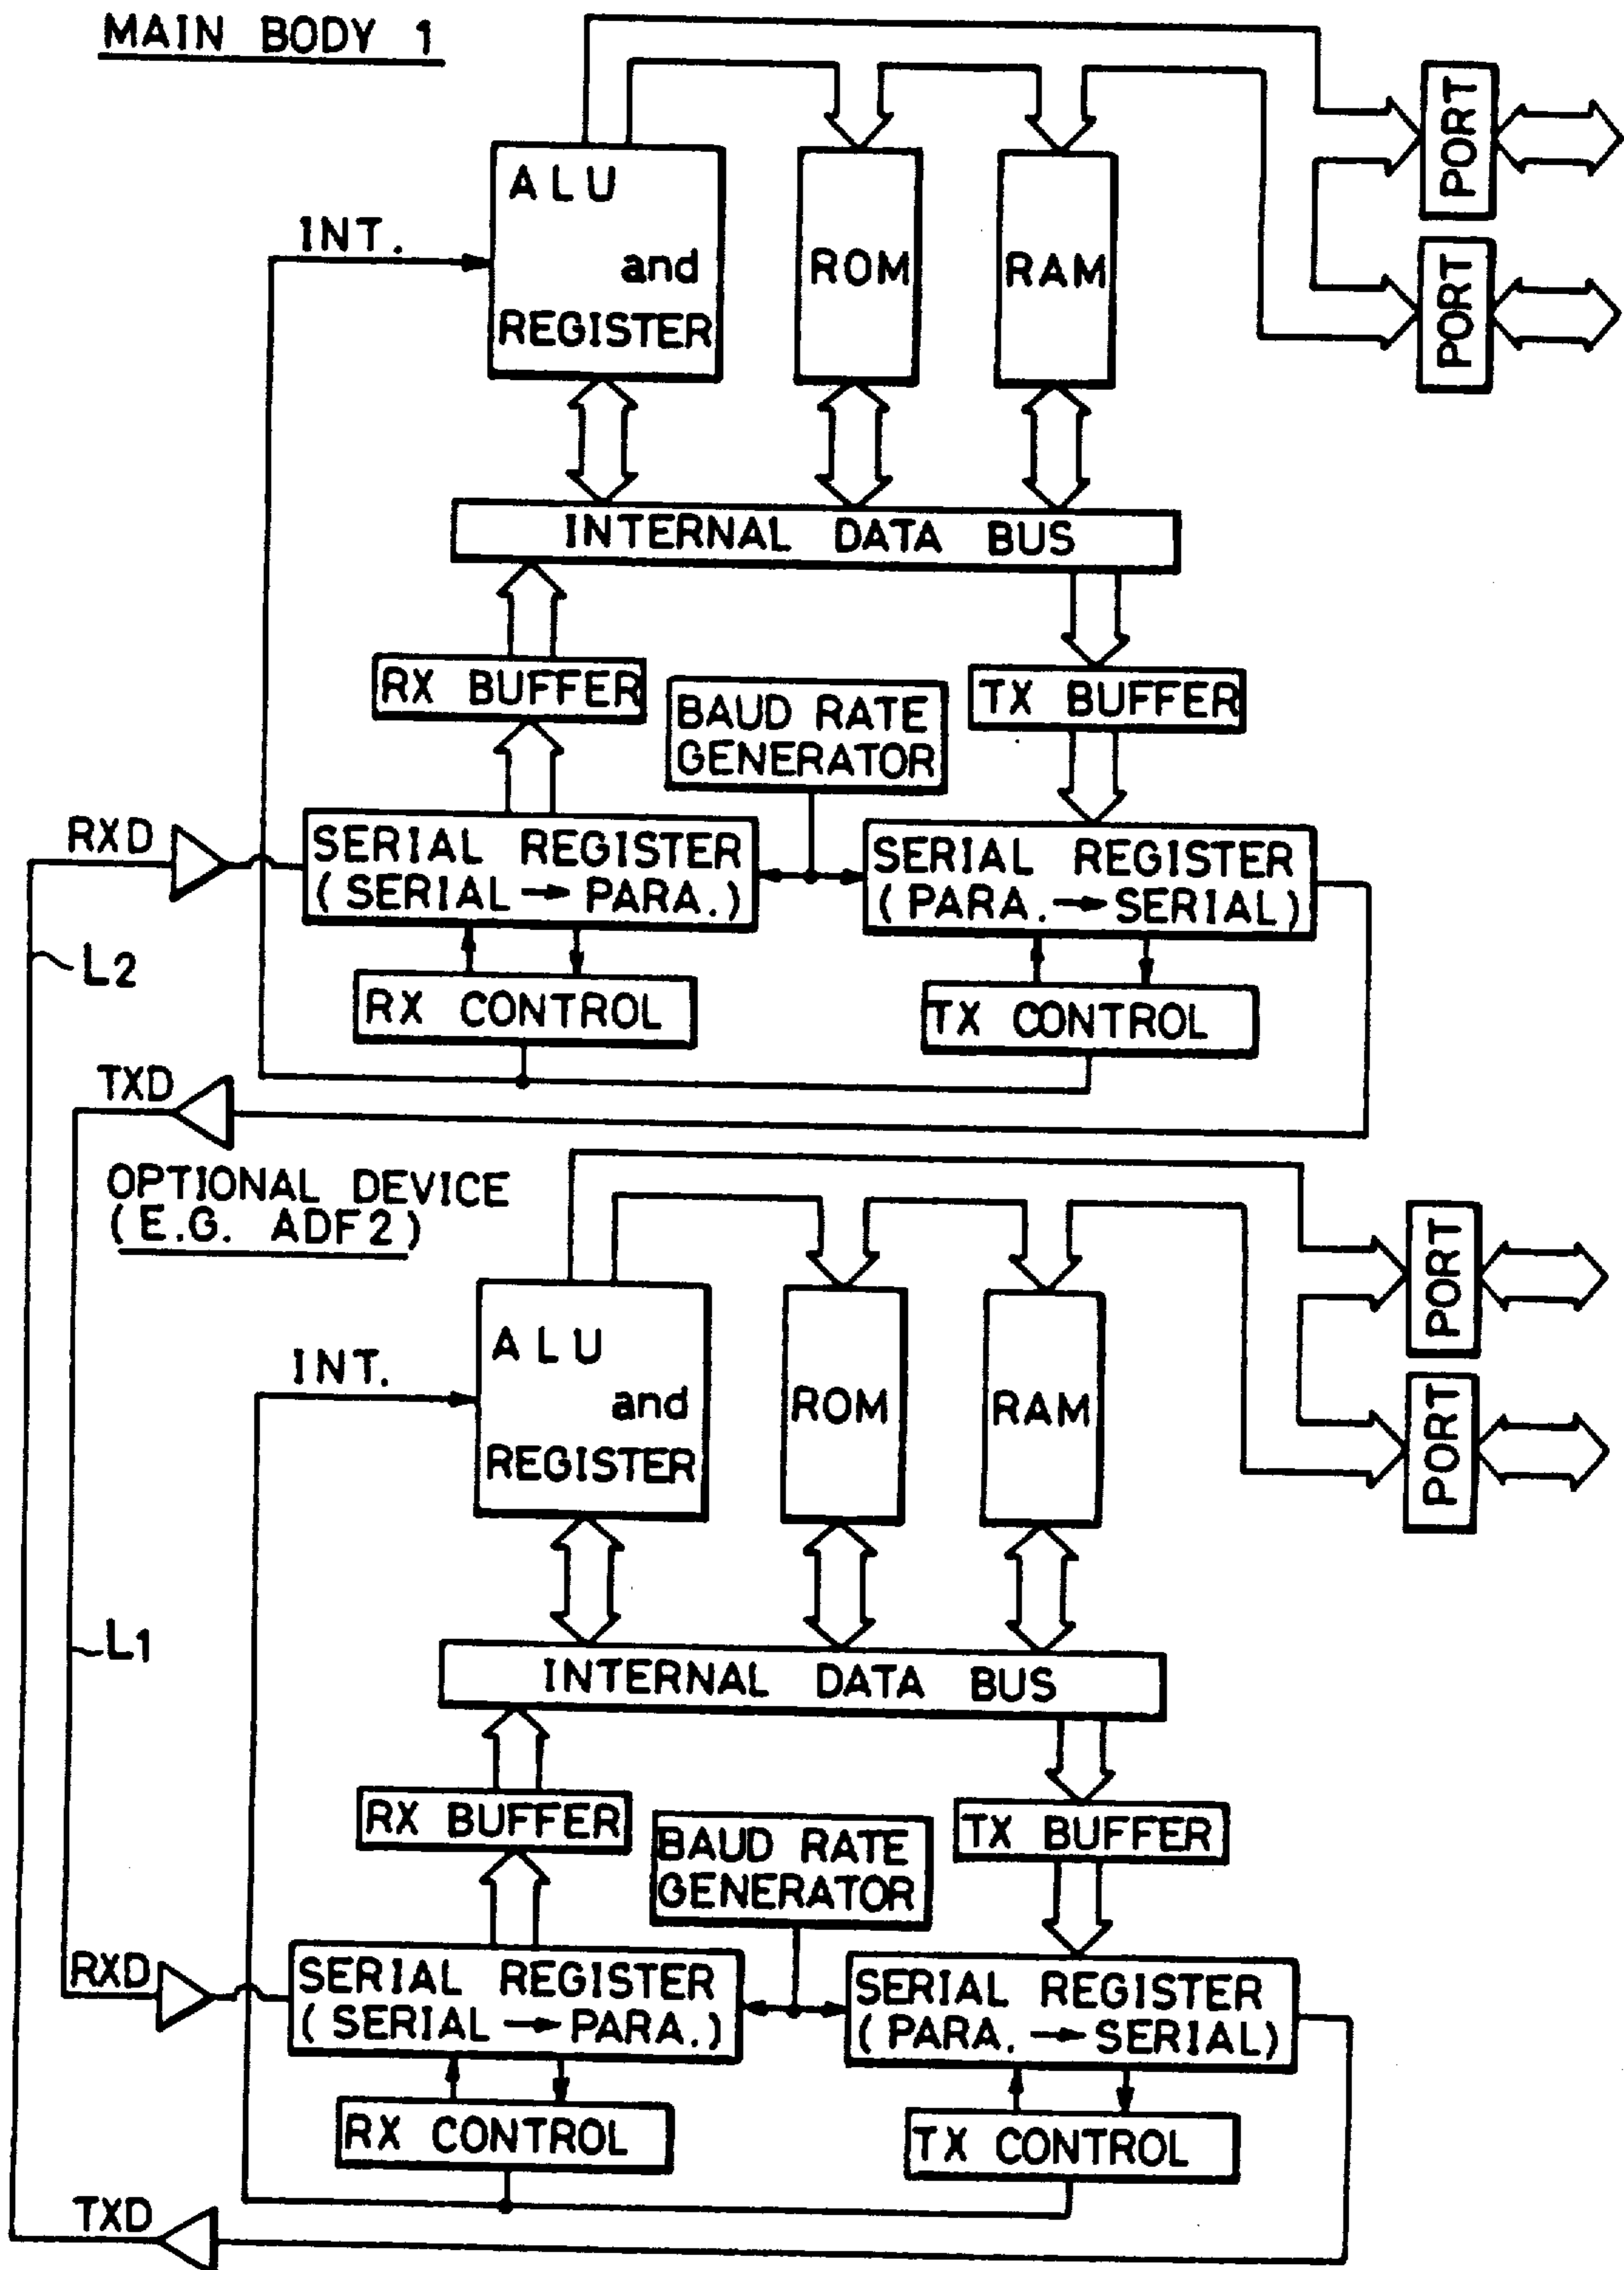 MAIN BODY 1
PORT
ALU
and
REGISTER
INT.
ROM
RAM
PORT
INTERNAL DATA BUS
RX BUFFER
BAUD RATE
GENERATOR
TX BUFFER
RXD
SERIAL REGISTER
(SERIAL → PARA.)
SERIAL REGISTER
(PARA. → SERIAL)
L2
RX CONTROL
TX CONTROL
TXD
OPTIONAL DEVICE
(E.G. ADF2)
PORT
ALU
and
REGISTER
INT.
ROM
RAM
PORT
L1
INTERNAL DATA BUS
RX BUFFER
BAUD RATE
GENERATOR
TX BUFFER
RXD
SERIAL REGISTER
(SERIAL → PARA.)
SERIAL REGISTER
(PARA. → SERIAL)
RX CONTROL
TX CONTROL
TXD